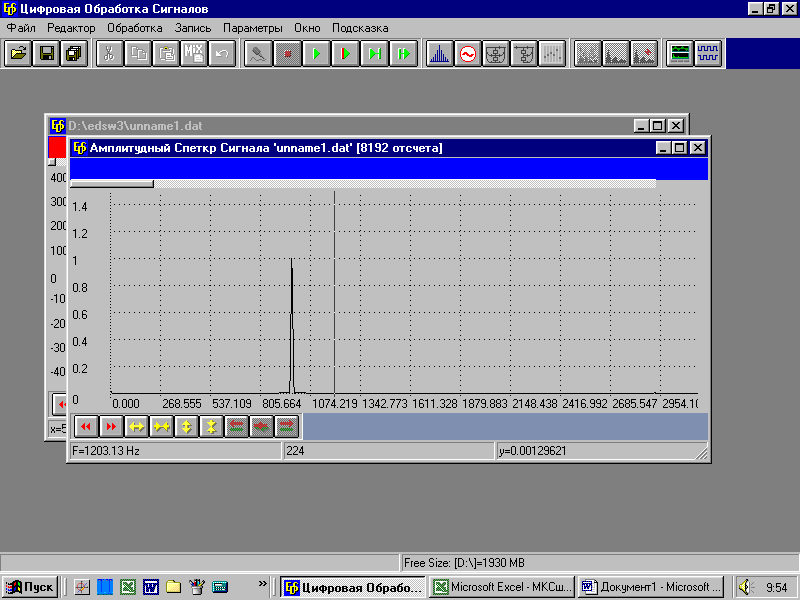 Цифровая Обработка Сигналов
Файл Редактор Обработка Запись Параметры Окно Подсказка
MiX
D:\edsw3\unname1.dat
Амплитудный Спектр Сигнала 'unname1.dat' [8192 отсчета]
400
300
200
100
0
-10
-20
-30
-40
1.4
1.2
1
0.8
0.6
0.4
0.2
0
0.000 268.555 537.109 805.664 1074.219 1342.773 1611.328 1879.883 2148.438 2416.992 2685.547 2954.10
x=5
F=1203.13 Hz 224 y=0.00129621
Free Size: [D:\]=1930 MB
Пуск » Цифровая Обрабо... Microsoft Excel - МКСш... Документ1 - Microsoft ... 9:54